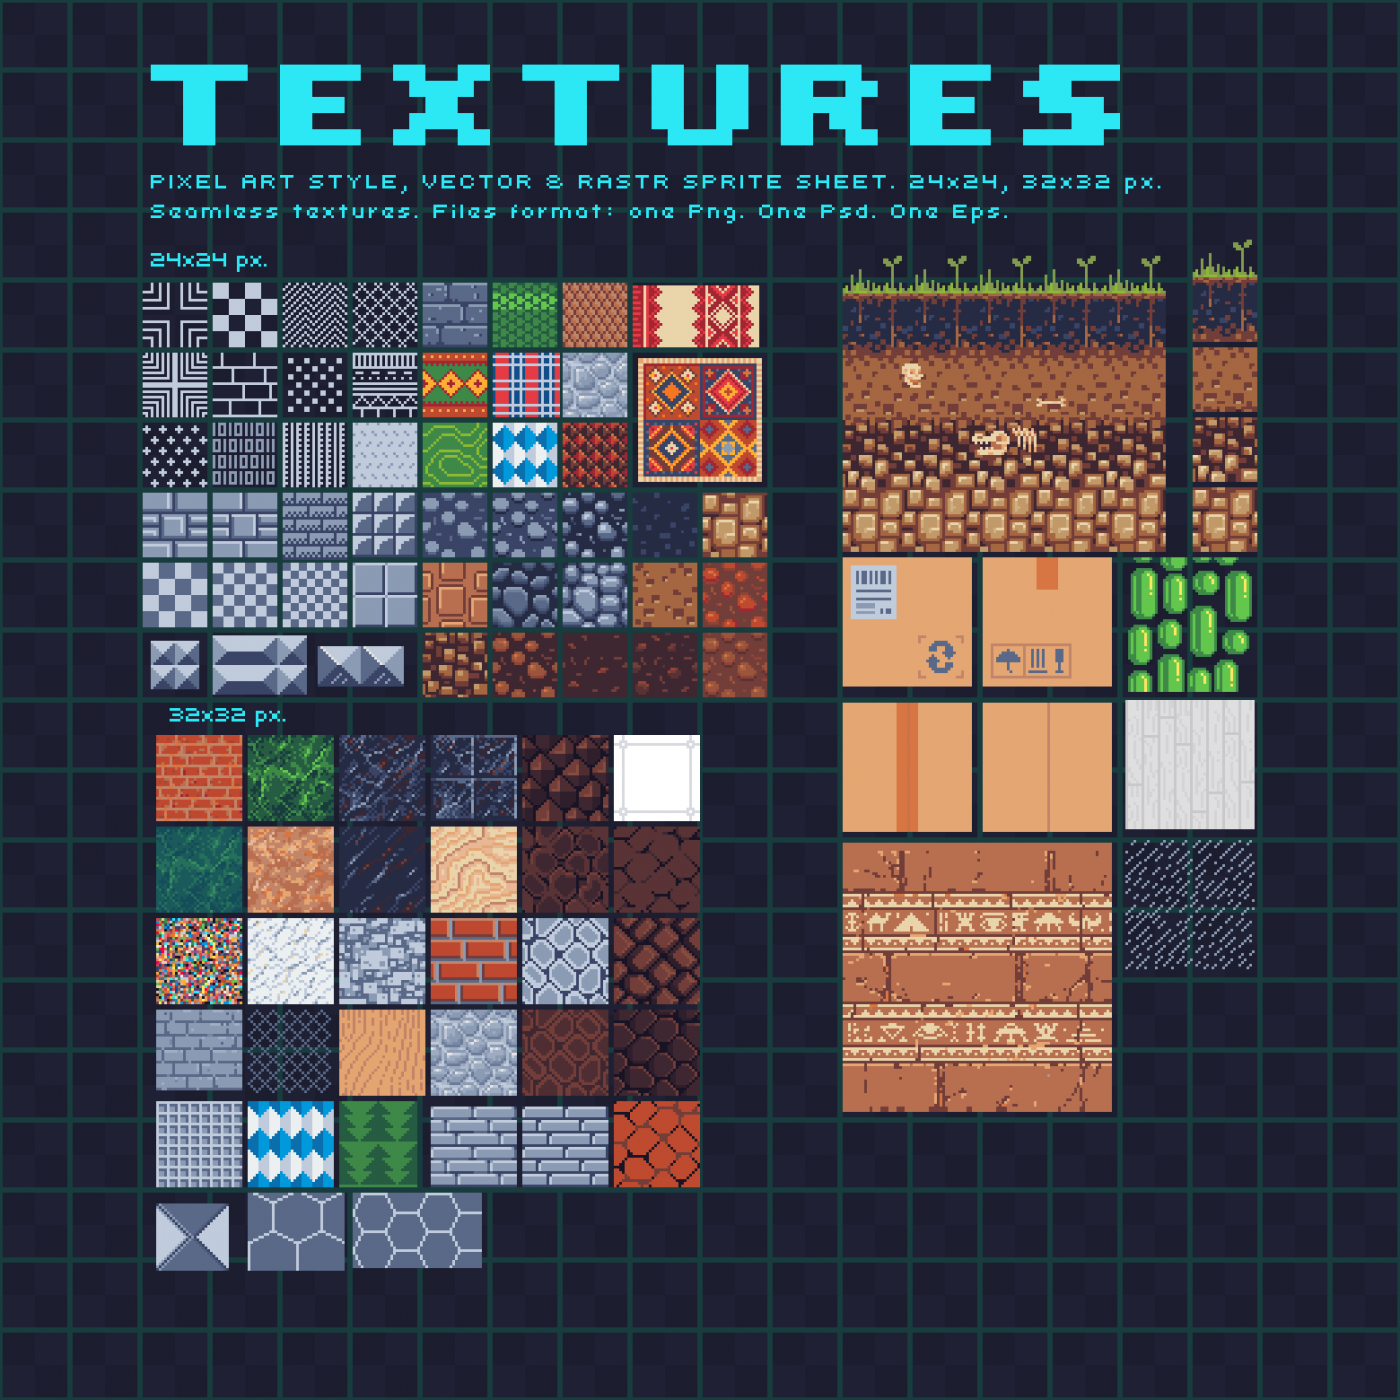 TEXTURES
PIXEL ART STYLE, VECTOR & RASTR SPRITE SHEET. 24x24, 32x32 px.
Seamless textures. Files format: one Png. One Psd. One Eps.
24x24 px.
32x32 px.